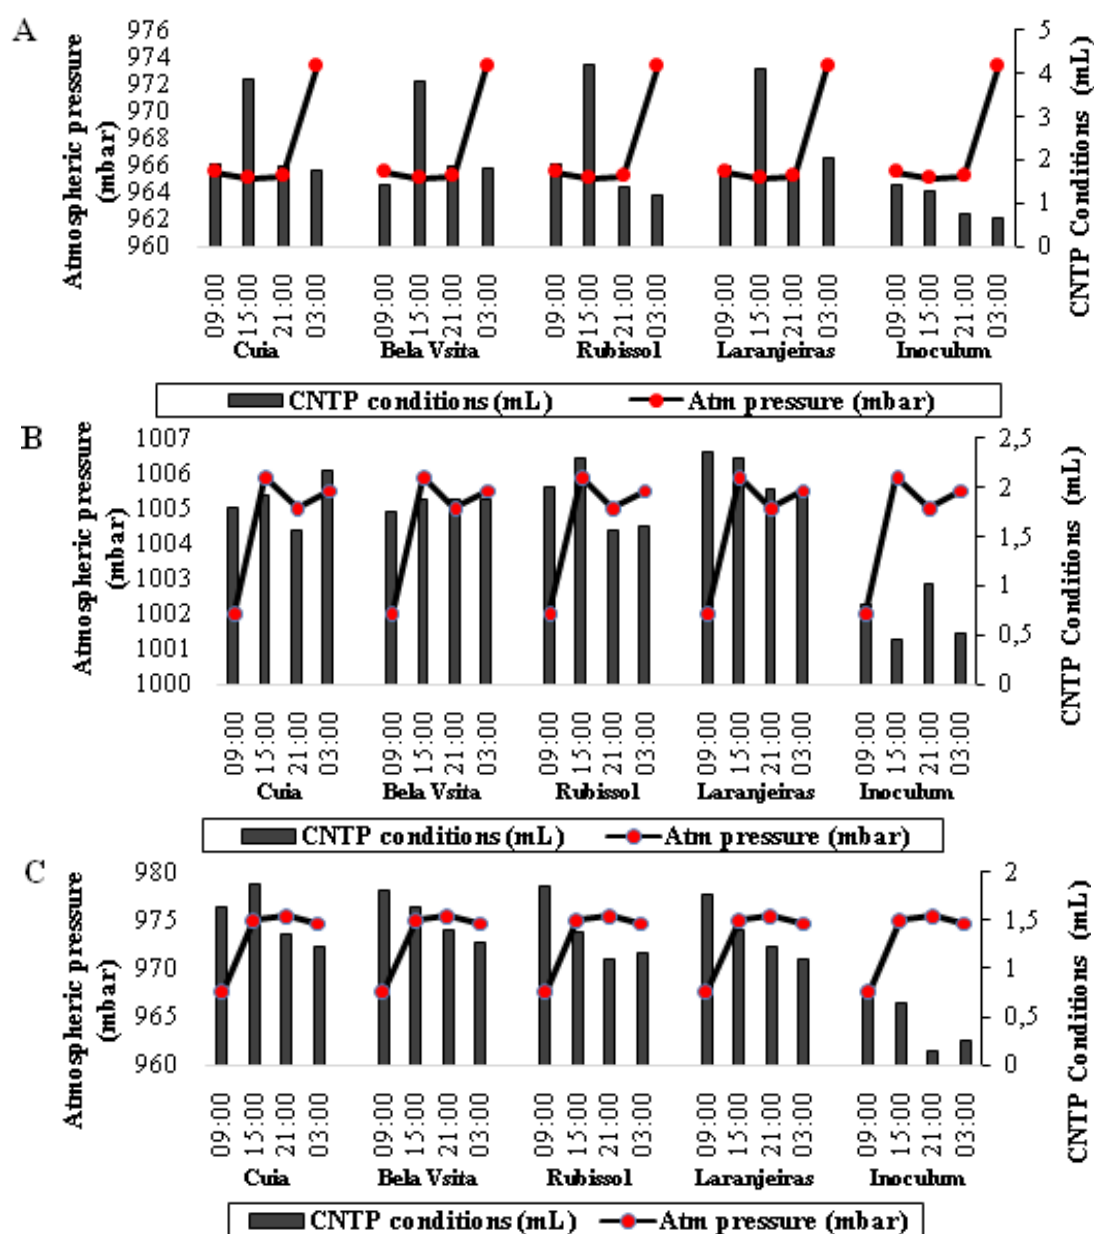 A
Atmospheric pressure
(mbar)
976
974
972
970
968
966
964
962
960
5
4
3
2
1
0
CNTP Conditions (mL)
09:00 15:00 21:00 03:00 09:00 15:00 21:00 03:00 09:00 15:00 21:00 03:00 09:00 15:00 21:00 03:00 09:00 15:00 21:00 03:00
Cuia Bela Vsita Rubissol Laranjeiras Inoculum
CNTP conditions (mL) Atm pressure (mbar)
B
Atmospheric pressure
(mbar)
1007
1006
1005
1004
1003
1002
1001
1000
2,5
2
1,5
1
0,5
0
CNTP Conditions (mL)
09:00 15:00 21:00 03:00 09:00 15:00 21:00 03:00 09:00 15:00 21:00 03:00 09:00 15:00 21:00 03:00 09:00 15:00 21:00 03:00
Cuia Bela Vsita Rubissol Laranjeiras Inoculum
CNTP conditions (mL) Atm pressure (mbar)
C
Atmospheric pressure
(mbar)
980
975
970
965
960
2
1,5
1
0,5
0
CNTP Conditions (mL)
09:00 15:00 21:00 03:00 09:00 15:00 21:00 03:00 09:00 15:00 21:00 03:00 09:00 15:00 21:00 03:00 09:00 15:00 21:00 03:00
Cuia Bela Vsita Rubissol Laranjeiras Inoculum
CNTP conditions (mL) Atm pressure (mbar)